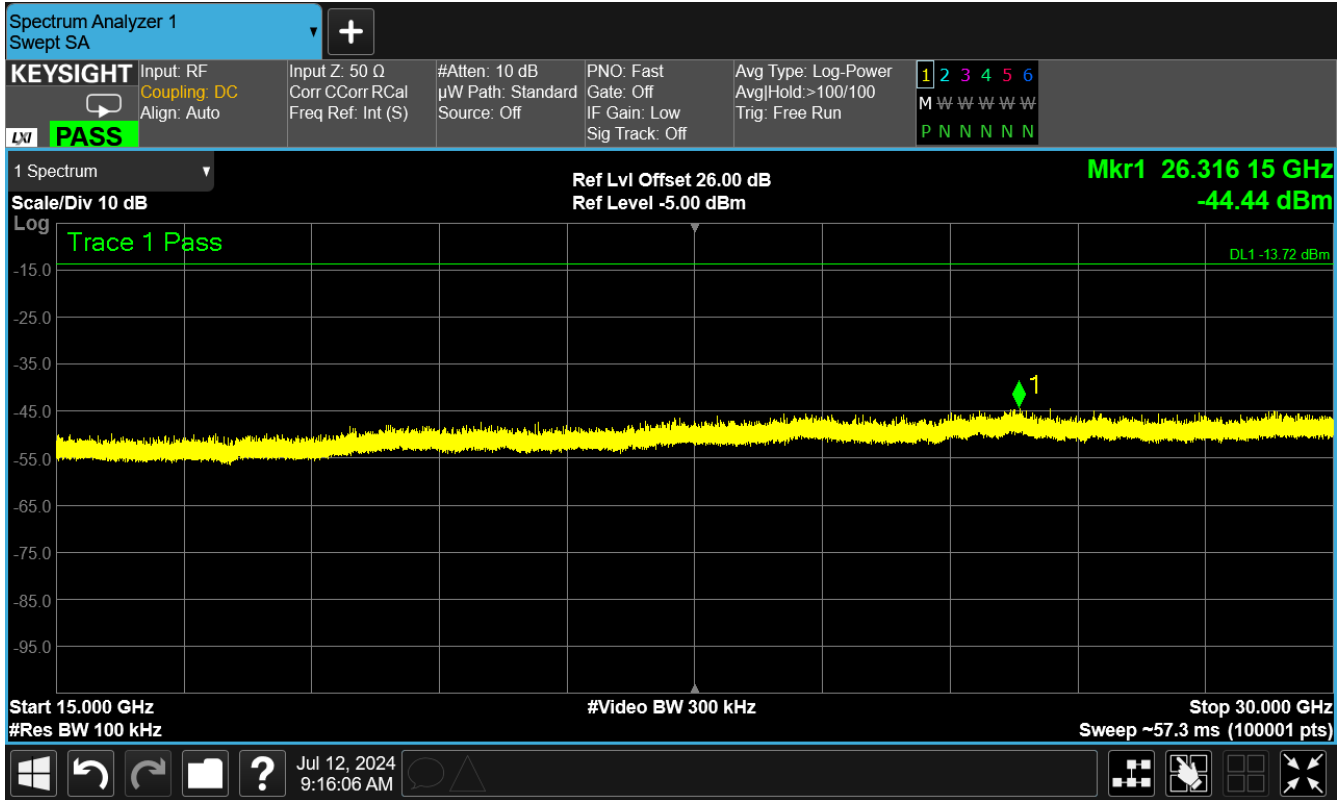 Spectrum Analyzer 1
Swept SA
KEYSIGHT
LXI
PASS
Input: RF
Coupling: DC
Align: Auto
Input Z: 50 Ω
Corr CCorr RCal
Freq Ref: Int (S)
#Atten: 10 dB
µW Path: Standard
Source: Off
PNO: Fast
Gate: Off
IF Gain: Low
Sig Track: Off
Avg Type: Log-Power
Avg|Hold:>100/100
Trig: Free Run
1 2 3 4 5 6
M W W W W W
P N N N N N
1 Spectrum
Ref Lvl Offset 26.00 dB
Mkr1 26.316 15 GHz
Scale/Div 10 dB
Ref Level -5.00 dBm
-44.44 dBm
Log
Trace 1 Pass
DL1 -13.72 dBm
-15.0
-25.0
-35.0
1
-45.0
-55.0
-65.0
-75.0
-85.0
-95.0
Start 15.000 GHz
#Video BW 300 kHz
Stop 30.000 GHz
#Res BW 100 kHz
Sweep ~57.3 ms (100001 pts)
?
Jul 12, 2024
9:16:06 AM